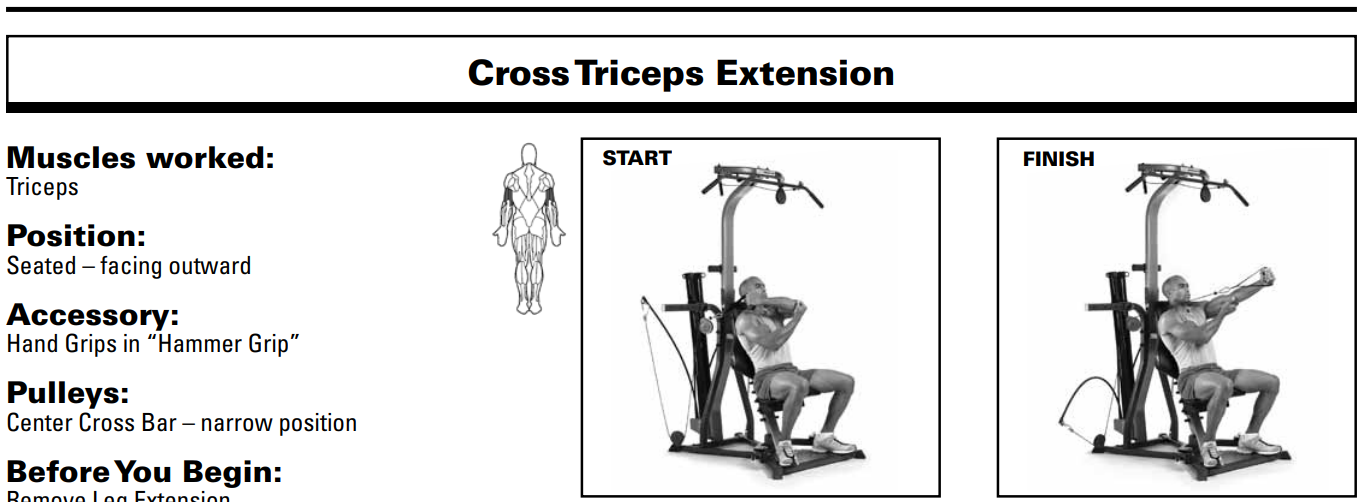 Cross Triceps Extension
Muscles worked:
Triceps
Position:
Seated – facing outward
Accessory:
Hand Grips in “Hammer Grip”
Pulleys:
Center Cross Bar – narrow position
Before You Begin:
Remove Leg Extension
START
FINISH